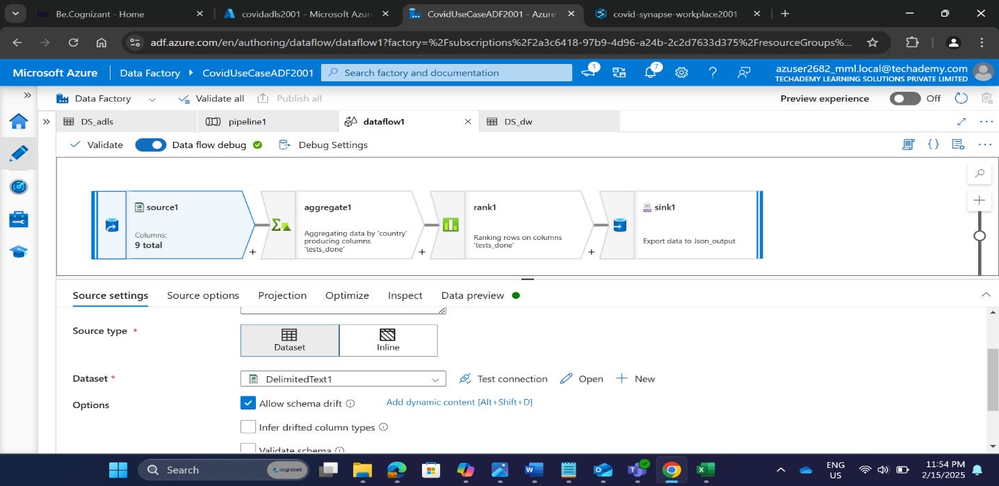 be. Be.Cognizant - Home
covidadls2001 - Microsoft Azur
CovidUseCaseADF2001 - Azure
covid-synapse-workplace2001
adf.azure.com/en/authoring/dataflow/dataflow1?factory=%2Fsubscriptions%2F2a3c6418-97b9-4d96-a24b-2c2d7633d375%2FresourceGroups%...
Microsoft Azure Data Factory CovidUseCaseADF2001 Search factory and documentation 1 7 azuser2682_mml.local@techademy.com
TECHADEMY LEARNING SOLUTIONS PRIVATE LIMITED
Data Factory Validate all Publish all Preview experience Off
DS_adls pipeline1 dataflow1 DS_dw
Validate Data flow debug Debug Settings
source1
Columns:
9 total
aggregate1
Aggregating data by 'country'
producing columns
'tests_done'
rank1
Ranking rows on columns
'tests_done'
sink1
Export data to Json_output
Source settings Source options Projection Optimize Inspect Data preview
Source type *
Dataset Inline
Dataset * DelimitedText1 Test connection Open New
Options Allow schema drift Add dynamic content [Alt+Shift+D]
Infer drifted column types
Validate schema
Search cognizant
ENG
US
11:54 PM
2/15/2025